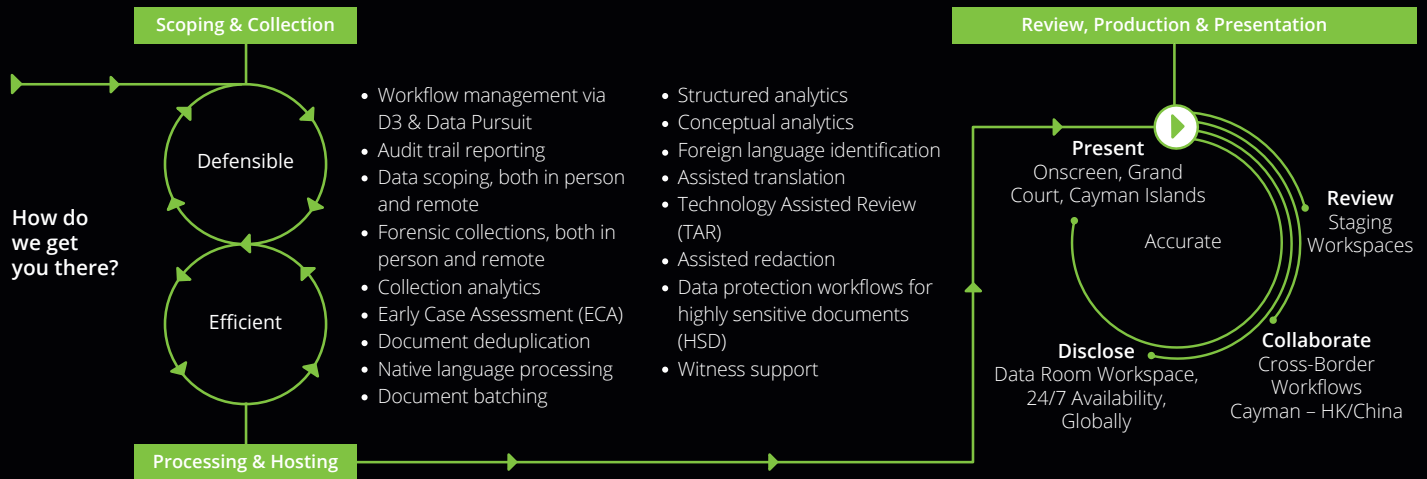 Scoping & Collection
Review, Production & Presentation
How do
we get
you there?
Defensible
Efficient
Processing & Hosting
• Workflow management via
D3 & Data Pursuit
• Audit trail reporting
• Data scoping, both in person
and remote
• Forensic collections, both in
person and remote
• Collection analytics
• Early Case Assessment (ECA)
• Document deduplication
• Native language processing
• Document batching
• Structured analytics
• Conceptual analytics
• Foreign language identification
• Assisted translation
• Technology Assisted Review
(TAR)
• Assisted redaction
• Data protection workflows for
highly sensitive documents
(HSD)
• Witness support
Present
Onscreen, Grand
Court, Cayman Islands
Accurate
Review
Staging
Workspaces
Collaborate
Cross-Border
Workflows
Cayman – HK/China
Disclose
Data Room Workspace,
24/7 Availability,
Globally